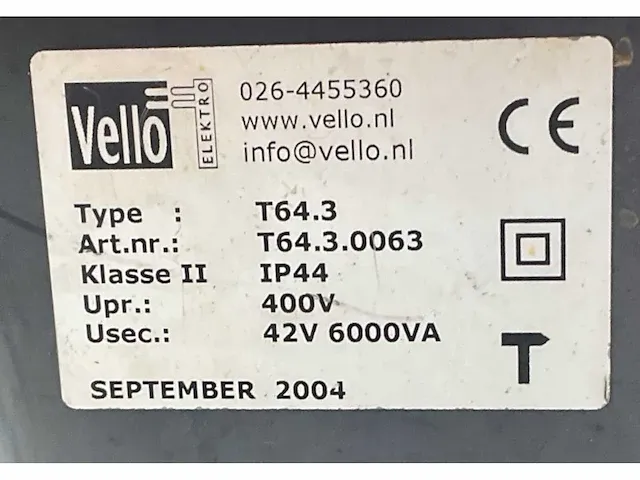 Vello
ELEKTRO
026-4455360
www.vello.nl
info@vello.nl
CE
Type : T64.3
Art.nr.: T64.3.0063
Klasse II IP44
Upr.: 400V
Usec.: 42V 6000VA
T
SEPTEMBER 2004